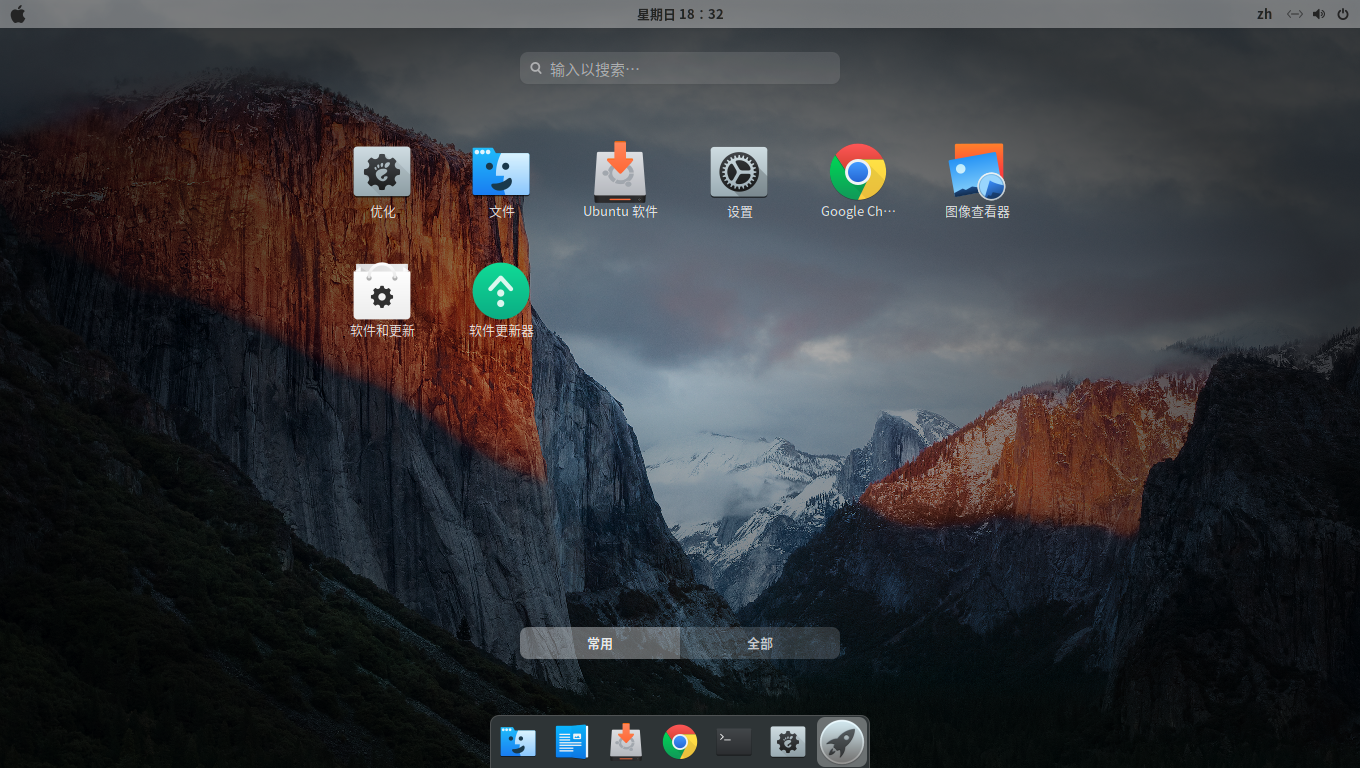 星期日 18：32
zh
输入以搜索…
优化
文件
Ubuntu 软件
设置
Google Ch…
图像查看器
软件和更新
软件更新器
常用
全部
>_